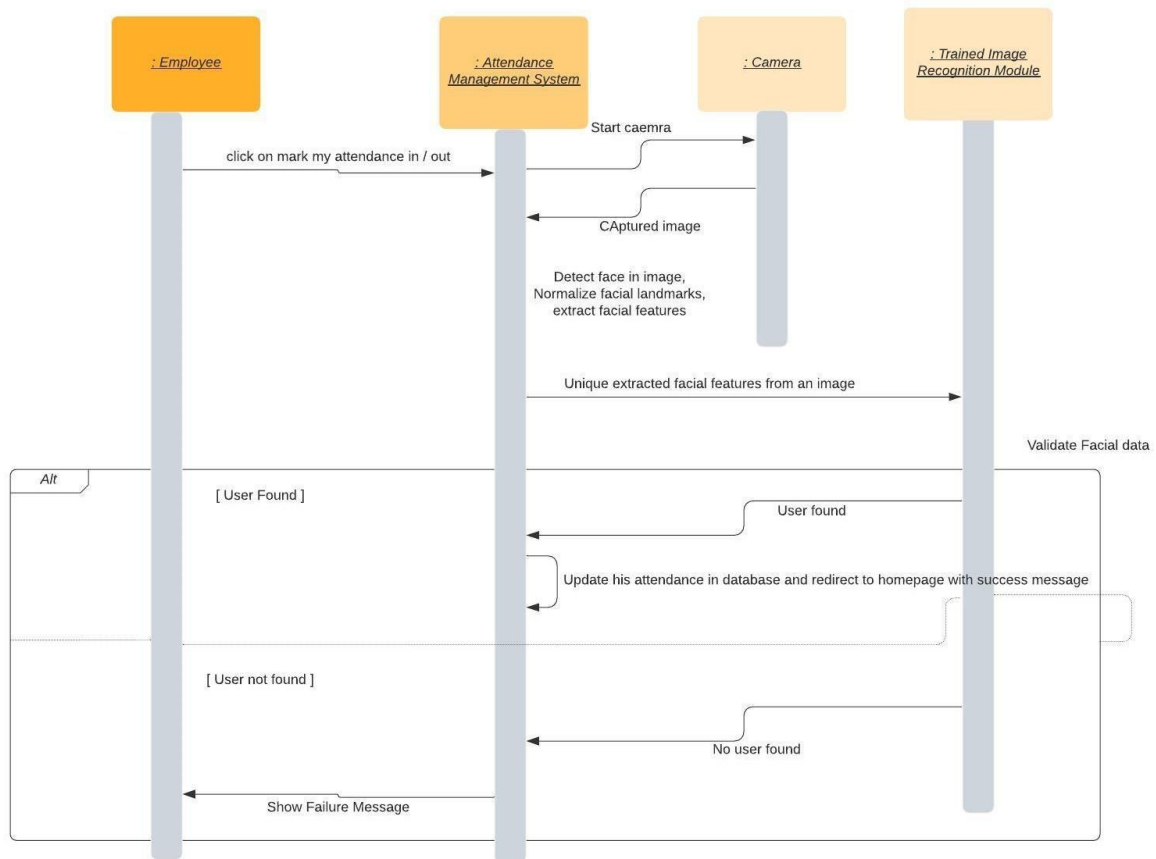 : Employee
: Attendance
Management System
: Camera
: Trained Image
Recognition Module
Start caemra
click on mark my attendance in / out
CAptured image
Detect face in image,
Normalize facial landmarks,
extract facial features
Unique extracted facial features from an image
Validate Facial data
Alt
[ User Found ]
User found
Update his attendance in database and redirect to homepage with success message
[ User not found ]
No user found
Show Failure Message